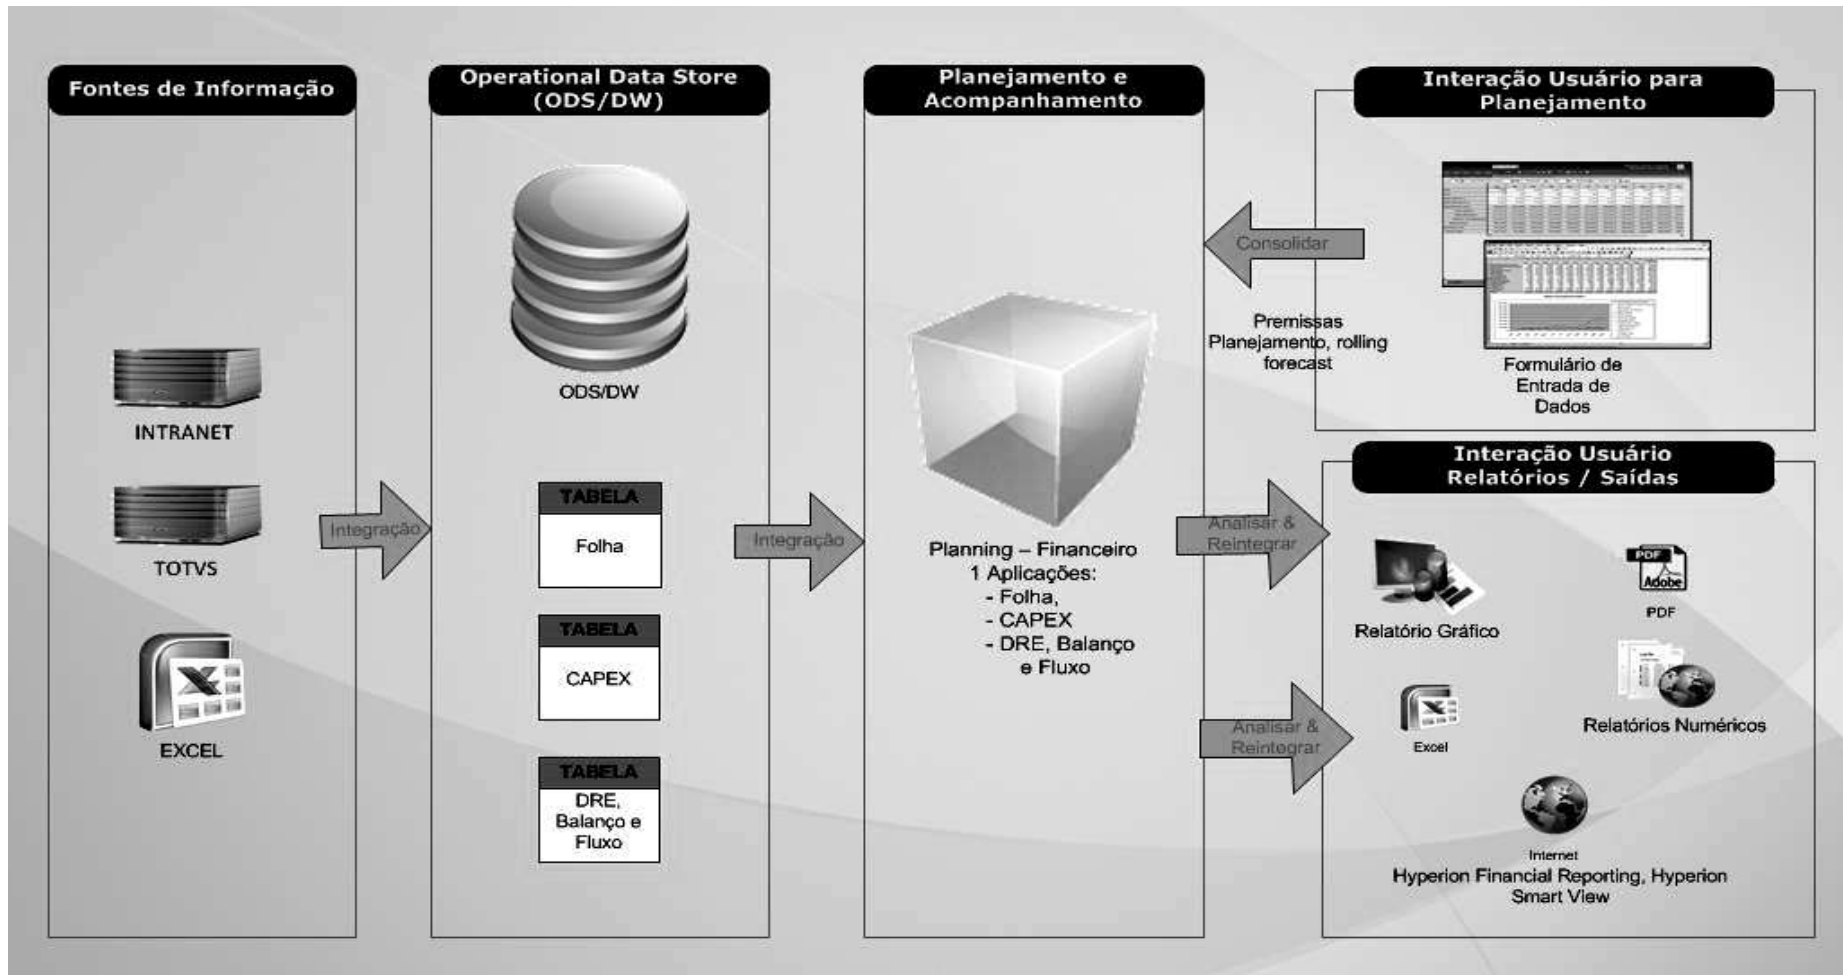 Fontes de Informação
INTRANET
TOTVS
EXCEL
Integração
Operational Data Store
(ODS/DW)
ODS/DW
TABELA
Folha
TABELA
CAPEX
TABELA
DRE,
Balanço e
Fluxo
Integração
Planejamento e
Acompanhamento
Planning – Financeiro
1 Aplicações:
- Folha,
- CAPEX
- DRE, Balanço
e Fluxo
Interação Usuário para
Planejamento
Consolidar
Premissas
Planejamento, rolling
forecast
Formulário de
Entrada de
Dados
Analisar &
Reintegrar
Analisar &
Reintegrar
Interação Usuário
Relatórios / Saídas
Relatório Gráfico
PDF
Adobe
PDF
Excel
Relatórios Numéricos
Internet
Hyperion Financial Reporting, Hyperion
Smart View